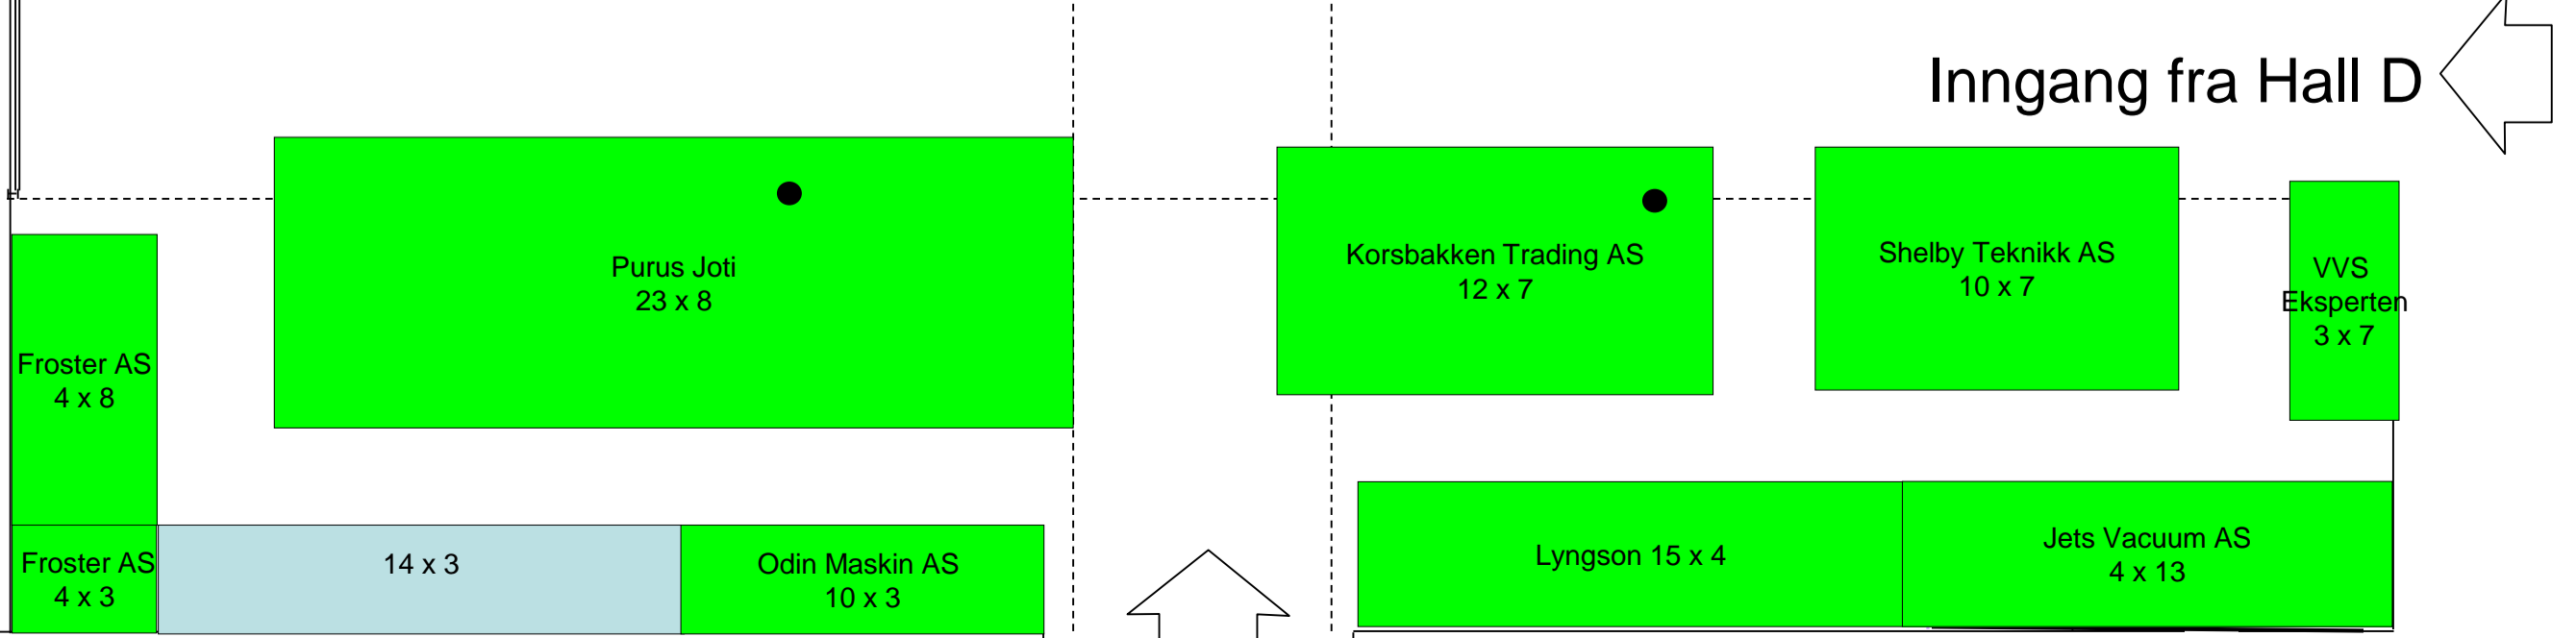 Inngang fra Hall D
Purus Joti
23 x 8
Korsbakken Trading AS
12 x 7
Shelby Teknikk AS
10 x 7
VVS
Eksperten
3 x 7
Froster AS
4 x 8
Froster AS
4 x 3
14 x 3
Odin Maskin AS
10 x 3
Lyngson 15 x 4
Jets Vacuum AS
4 x 13